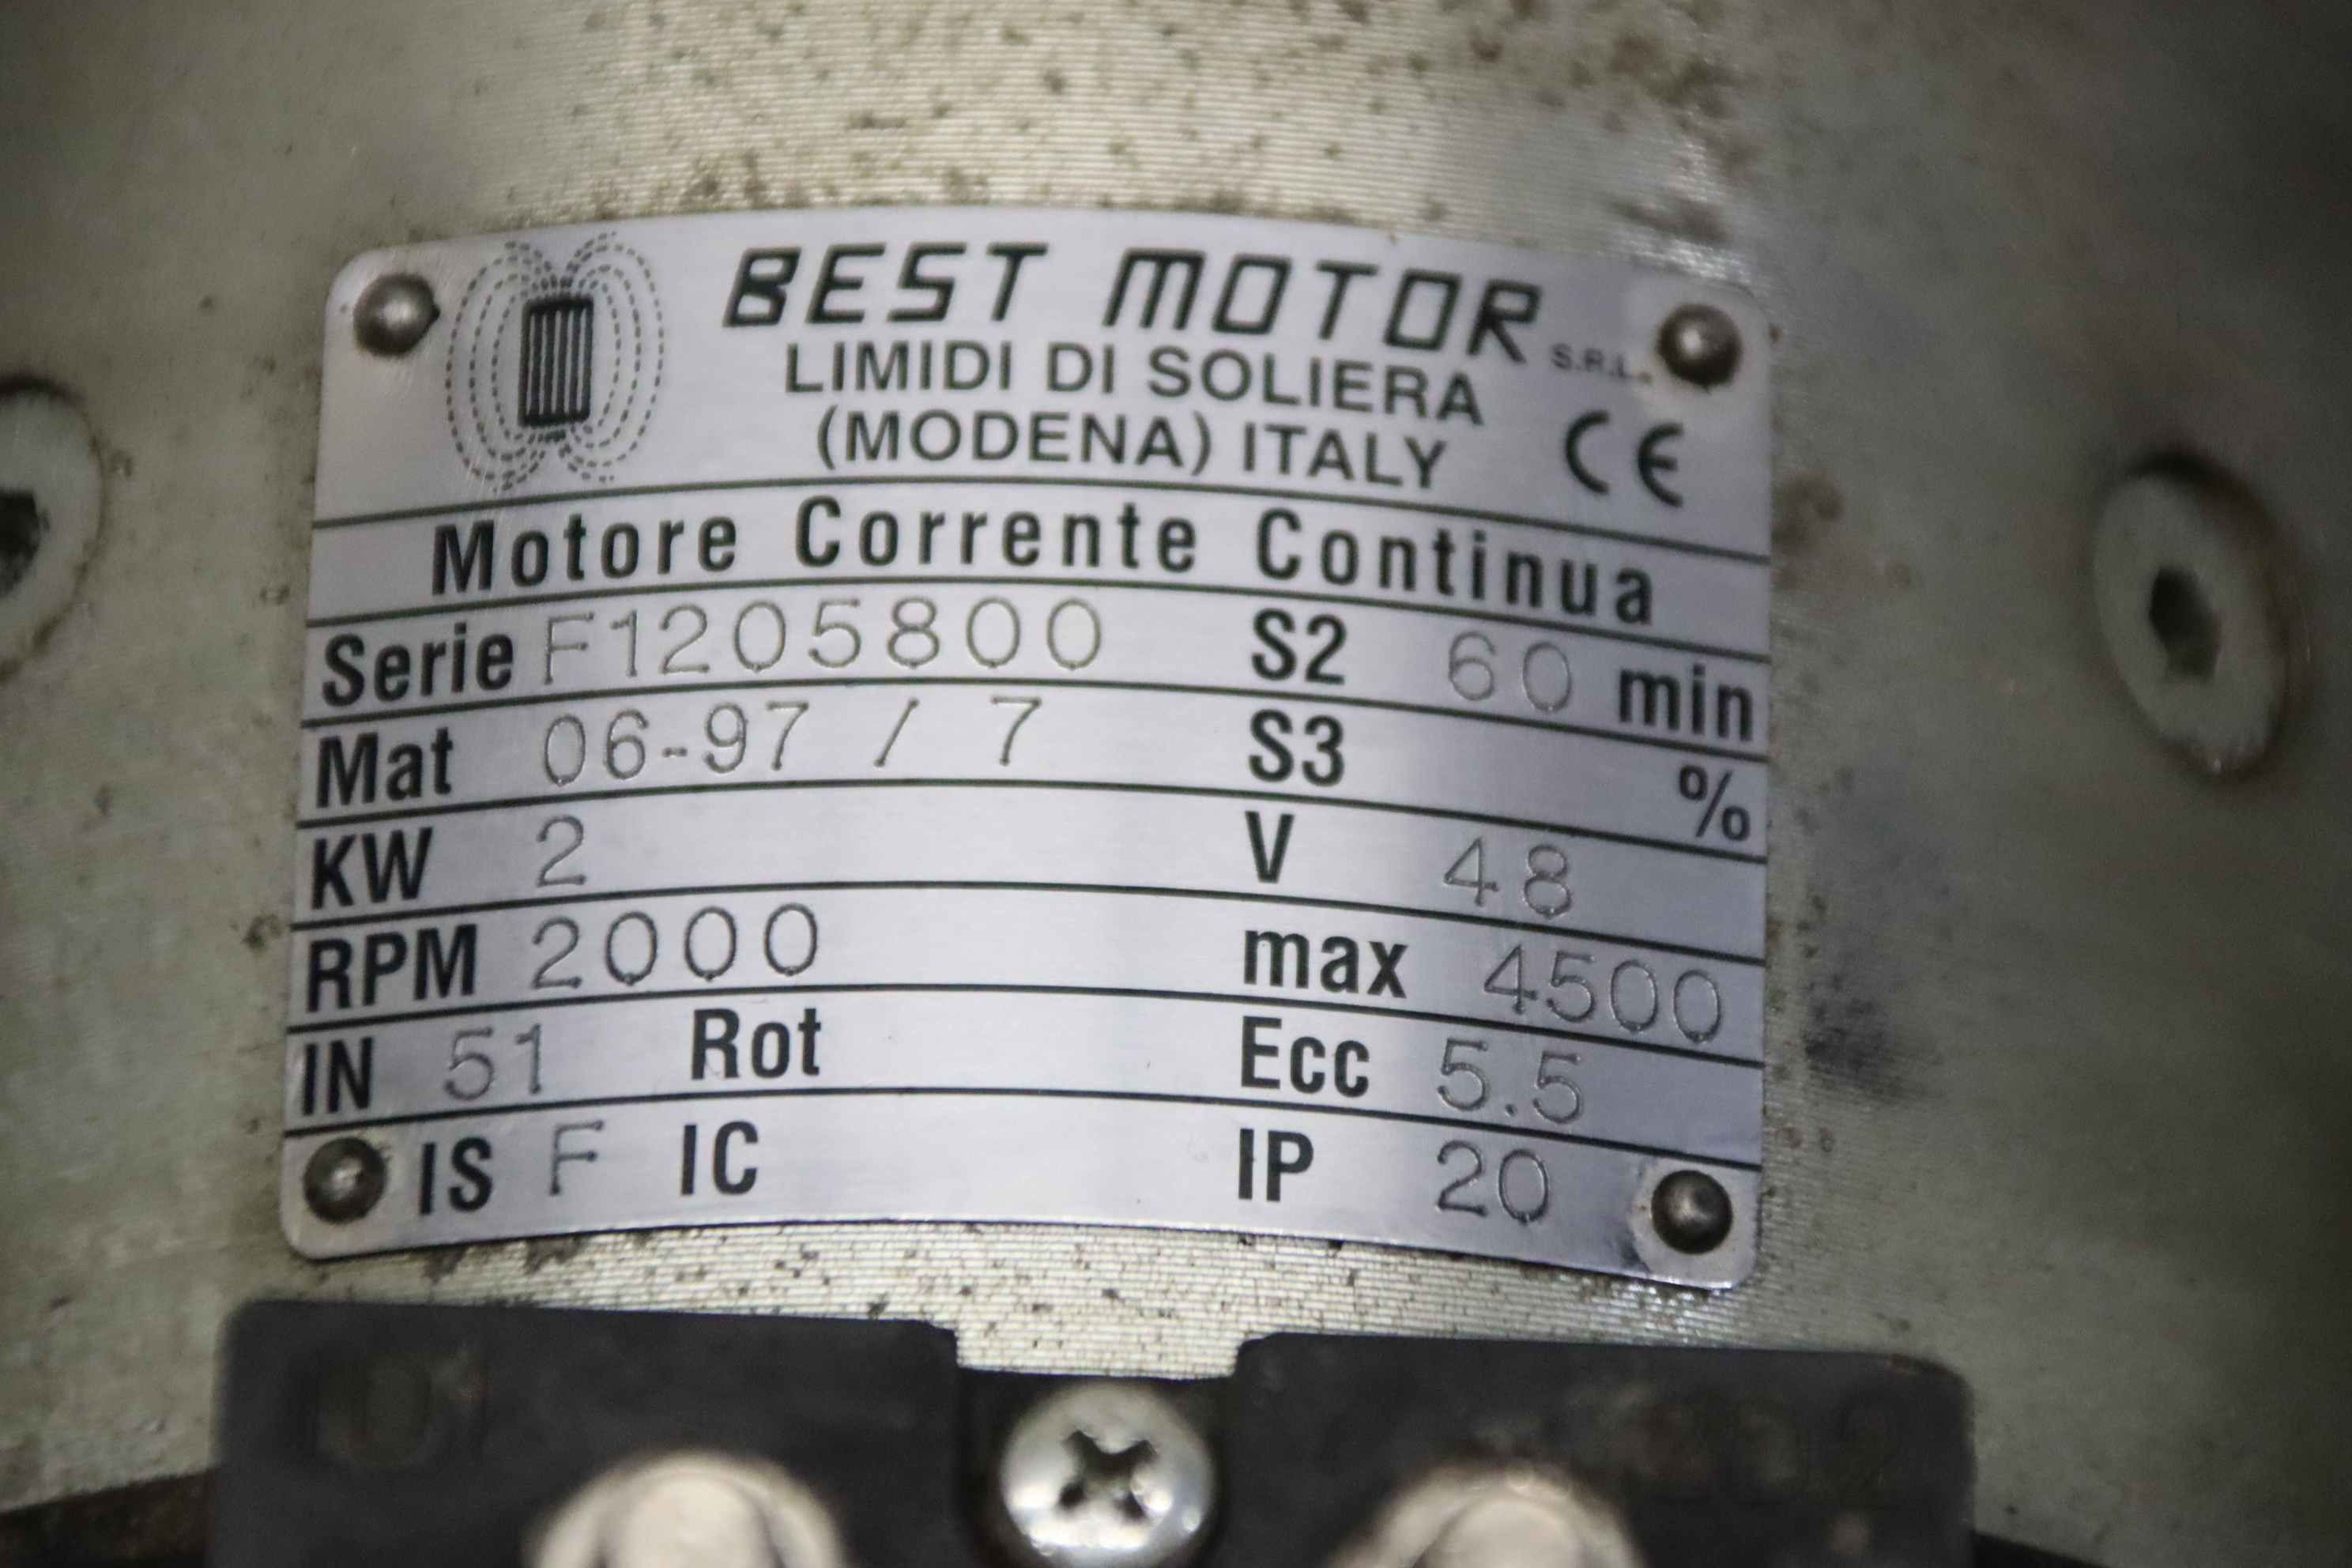 BEST MOTOR S.R.L.
LIMIDI DI SOLIERA
(MODENA) ITALY CE
Motore Corrente Continua
Serie F1205800 S2 60 min
Mat 06-97 / 7 S3 %
KW 2 V 48
RPM 2000 max 4500
IN 51 Rot Ecc 5.5
IS F IC IP 20